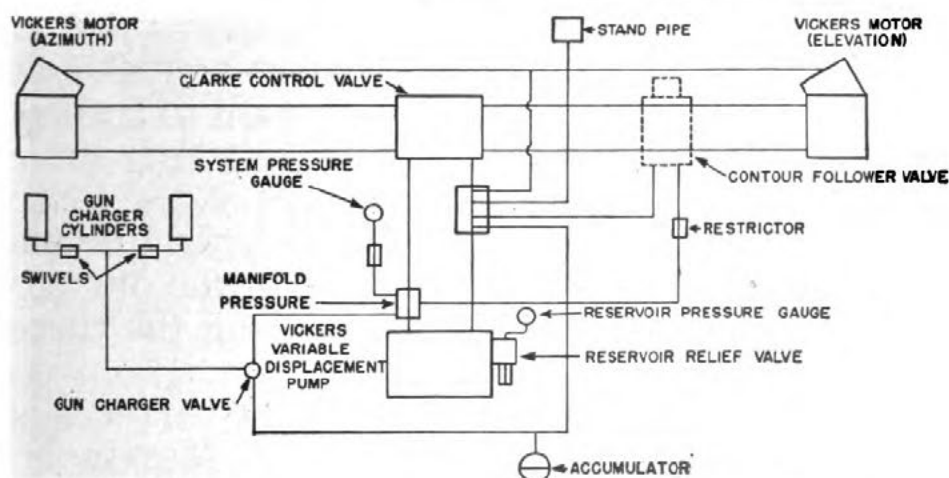 VICKERS MOTOR
(AZIMUTH)
STAND PIPE
VICKERS MOTOR
(ELEVATION)
CLARKE CONTROL VALVE
SYSTEM PRESSURE
GAUGE
CONTOUR FOLLOWER VALVE
GUN
CHARGER
CYLINDERS
RESTRICTOR
SWIVELS
MANIFOLD
PRESSURE
RESERVOIR PRESSURE GAUGE
VICKERS
VARIABLE
DISPLACEMENT
PUMP
RESERVOIR RELIEF VALVE
GUN CHARGER VALVE
ACCUMULATOR